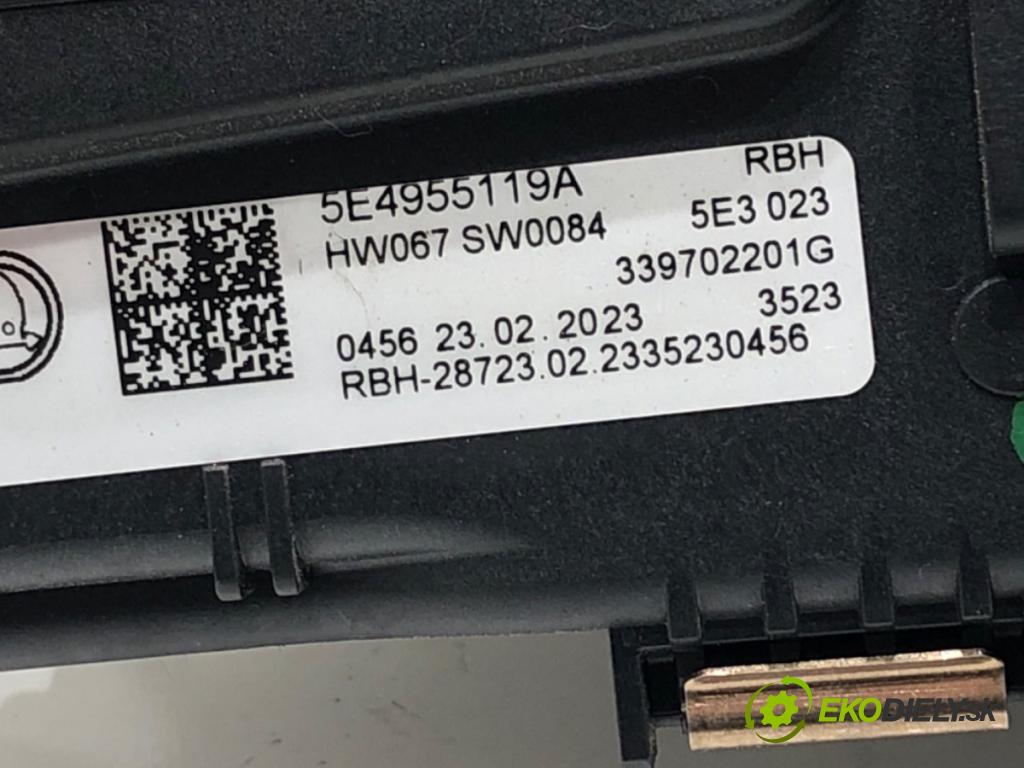 RBH
5E4955119A
5E3 023
HW067 SW0084
339702201G
3523
0456 23.02.2023
RBH-28723.02.2335230456
EKODIELY.SK